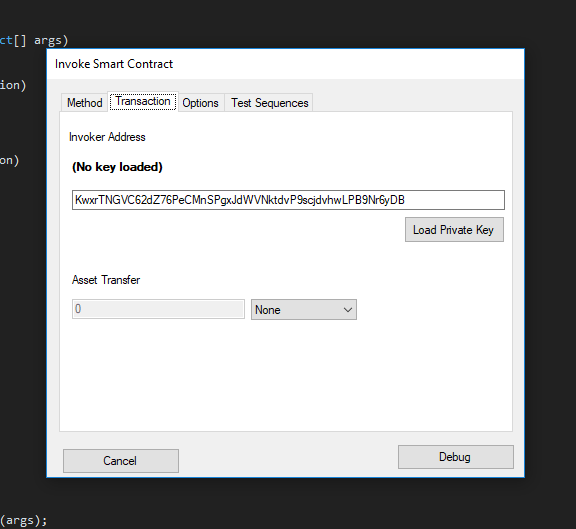 ct[] args)
Invoke Smart Contract
ion)
Method Transaction Options Test Sequences
Invoker Address
on)
(No key loaded)
KwxrTNGVC62dZ76PeCMnSPgxJdWVNktdvP9scjdvhwLPB9Nr6yDB
Load Private Key
Asset Transfer
0 None
Cancel Debug
(args);